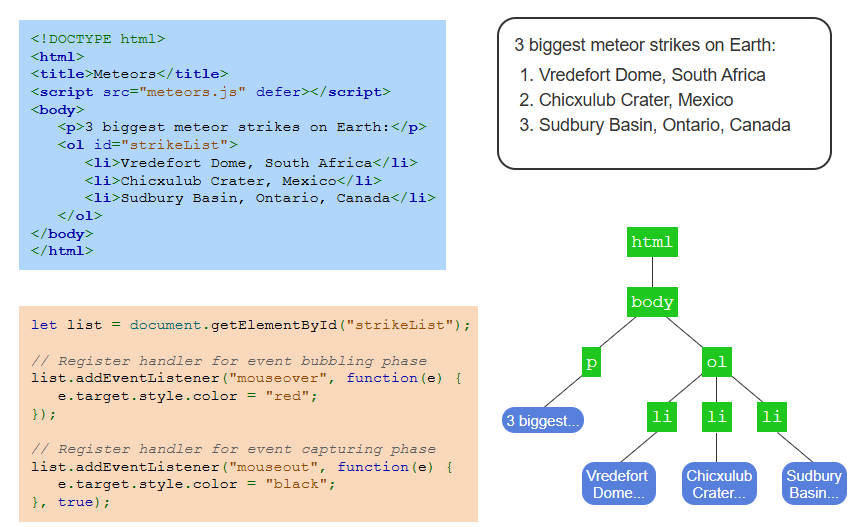 <!DOCTYPE html>
<html>
<title>Meteors</title>
<script src="meteors.js" defer></script>
<body>
   <p>3 biggest meteor strikes on Earth:</p>
   <ol id="strikeList">
      <li>Vredefort Dome, South Africa</li>
      <li>Chicxulub Crater, Mexico</li>
      <li>Sudbury Basin, Ontario, Canada</li>
   </ol>
</body>
</html>
3 biggest meteor strikes on Earth:
1. Vredefort Dome, South Africa
2. Chicxulub Crater, Mexico
3. Sudbury Basin, Ontario, Canada
let list = document.getElementById("strikeList");

// Register handler for event bubbling phase
list.addEventListener("mouseover", function(e) {
   e.target.style.color = "red";
});

// Register handler for event capturing phase
list.addEventListener("mouseout", function(e) {
   e.target.style.color = "black";
}, true);
html
body
p
ol
3 biggest...
li
li
li
Vredefort
Dome...
Chicxulub
Crater...
Sudbury
Basin...